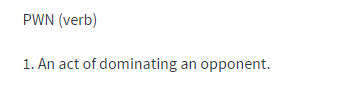 PWN (verb)
1. An act of dominating an opponent.